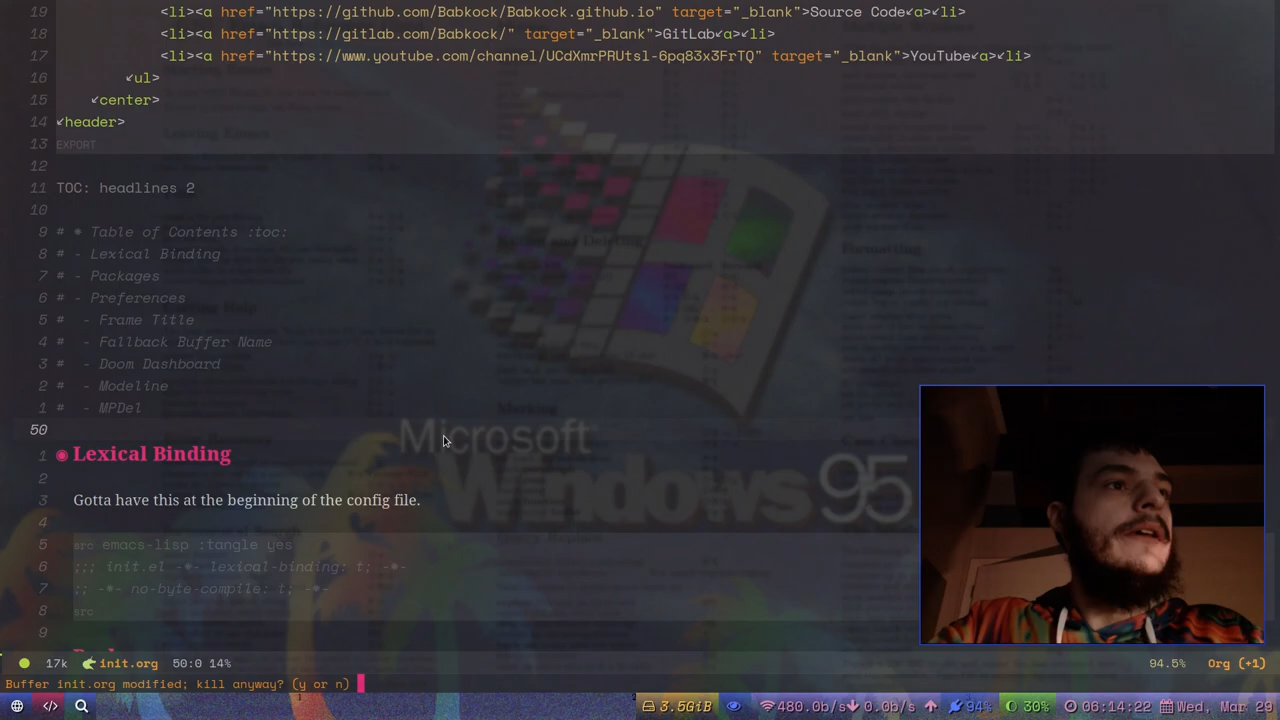 19 <li><a href="https://github.com/Babkock/Babkock.github.io" target="_blank">Source Code</a></li>
18 <li><a href="https://gitlab.com/Babkock/" target="_blank">GitLab</a></li>
17 <li><a href="https://www.youtube.com/channel/UCdXmrPRUtsl-6pq83x3FrTQ" target="_blank">YouTube</a></li>
16 </ul>
15 </center>
14 </header>
13 EXPORT
12
11 TOC: headlines 2
10
9 # * Table of Contents :toc:
8 # - Lexical Binding
7 # - Packages
6 # - Preferences
5 #  - Frame Title
4 #  - Fallback Buffer Name
3 #  - Doom Dashboard
2 #  - Modeline
1 #  - MPDel
50
Microsoft
Windows 95
1 ◉ Lexical Binding
2
3 Gotta have this at the beginning of the config file.
4
5 src emacs-lisp :tangle yes
6 ;;; init.el -*- lexical-binding: t; -*-
7 ;; -*- no-byte-compile: t; -*-
8 src
9
17k init.org 50:0 14% 94.5% Org (+1)
Buffer init.org modified; kill anyway? (y or n)
3.5GiB 480.0b/s 0.0b/s 94% 30% 06:14:22 Wed, Mar 29